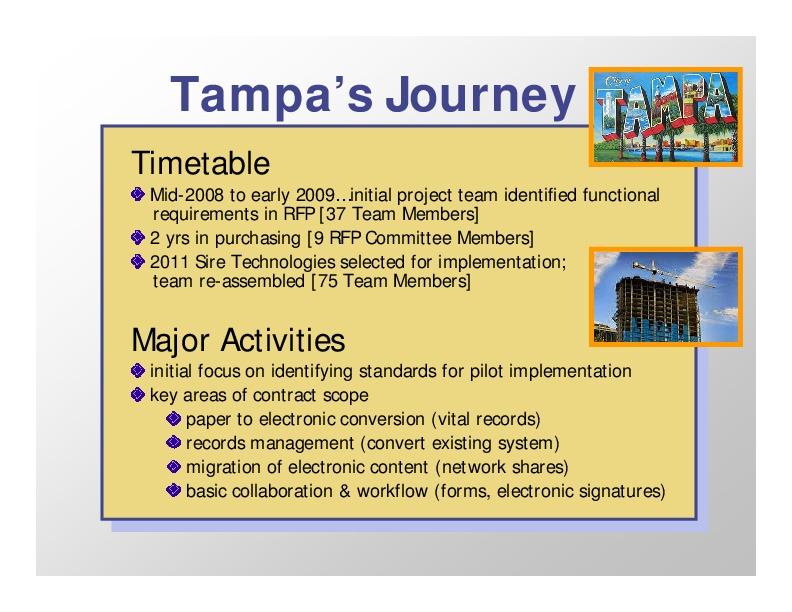 Tampa's Journey
City of
TAMPA
Timetable
Mid-2008 to early 2009…initial project team identified functional
requirements in RFP [37 Team Members]
2 yrs in purchasing [9 RFP Committee Members]
2011 Sire Technologies selected for implementation;
team re-assembled [75 Team Members]
Major Activities
initial focus on identifying standards for pilot implementation
key areas of contract scope
paper to electronic conversion (vital records)
records management (convert existing system)
migration of electronic content (network shares)
basic collaboration & workflow (forms, electronic signatures)